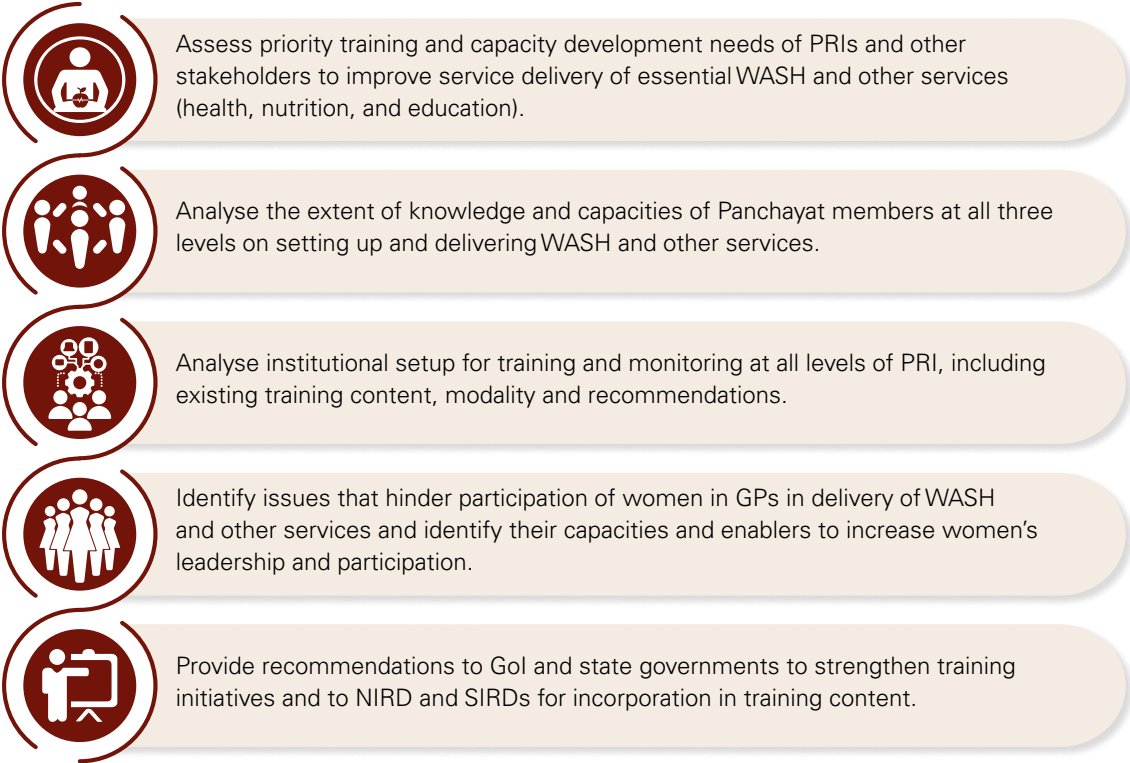 Assess priority training and capacity development needs of PRIs and other
stakeholders to improve service delivery of essential WASH and other services
(health, nutrition, and education).
Analyse the extent of knowledge and capacities of Panchayat members at all three
levels on setting up and delivering WASH and other services.
Analyse institutional setup for training and monitoring at all levels of PRI, including
existing training content, modality and recommendations.
Identify issues that hinder participation of women in GPs in delivery of WASH
and other services and identify their capacities and enablers to increase women’s
leadership and participation.
Provide recommendations to GoI and state governments to strengthen training
initiatives and to NIRD and SIRDs for incorporation in training content.